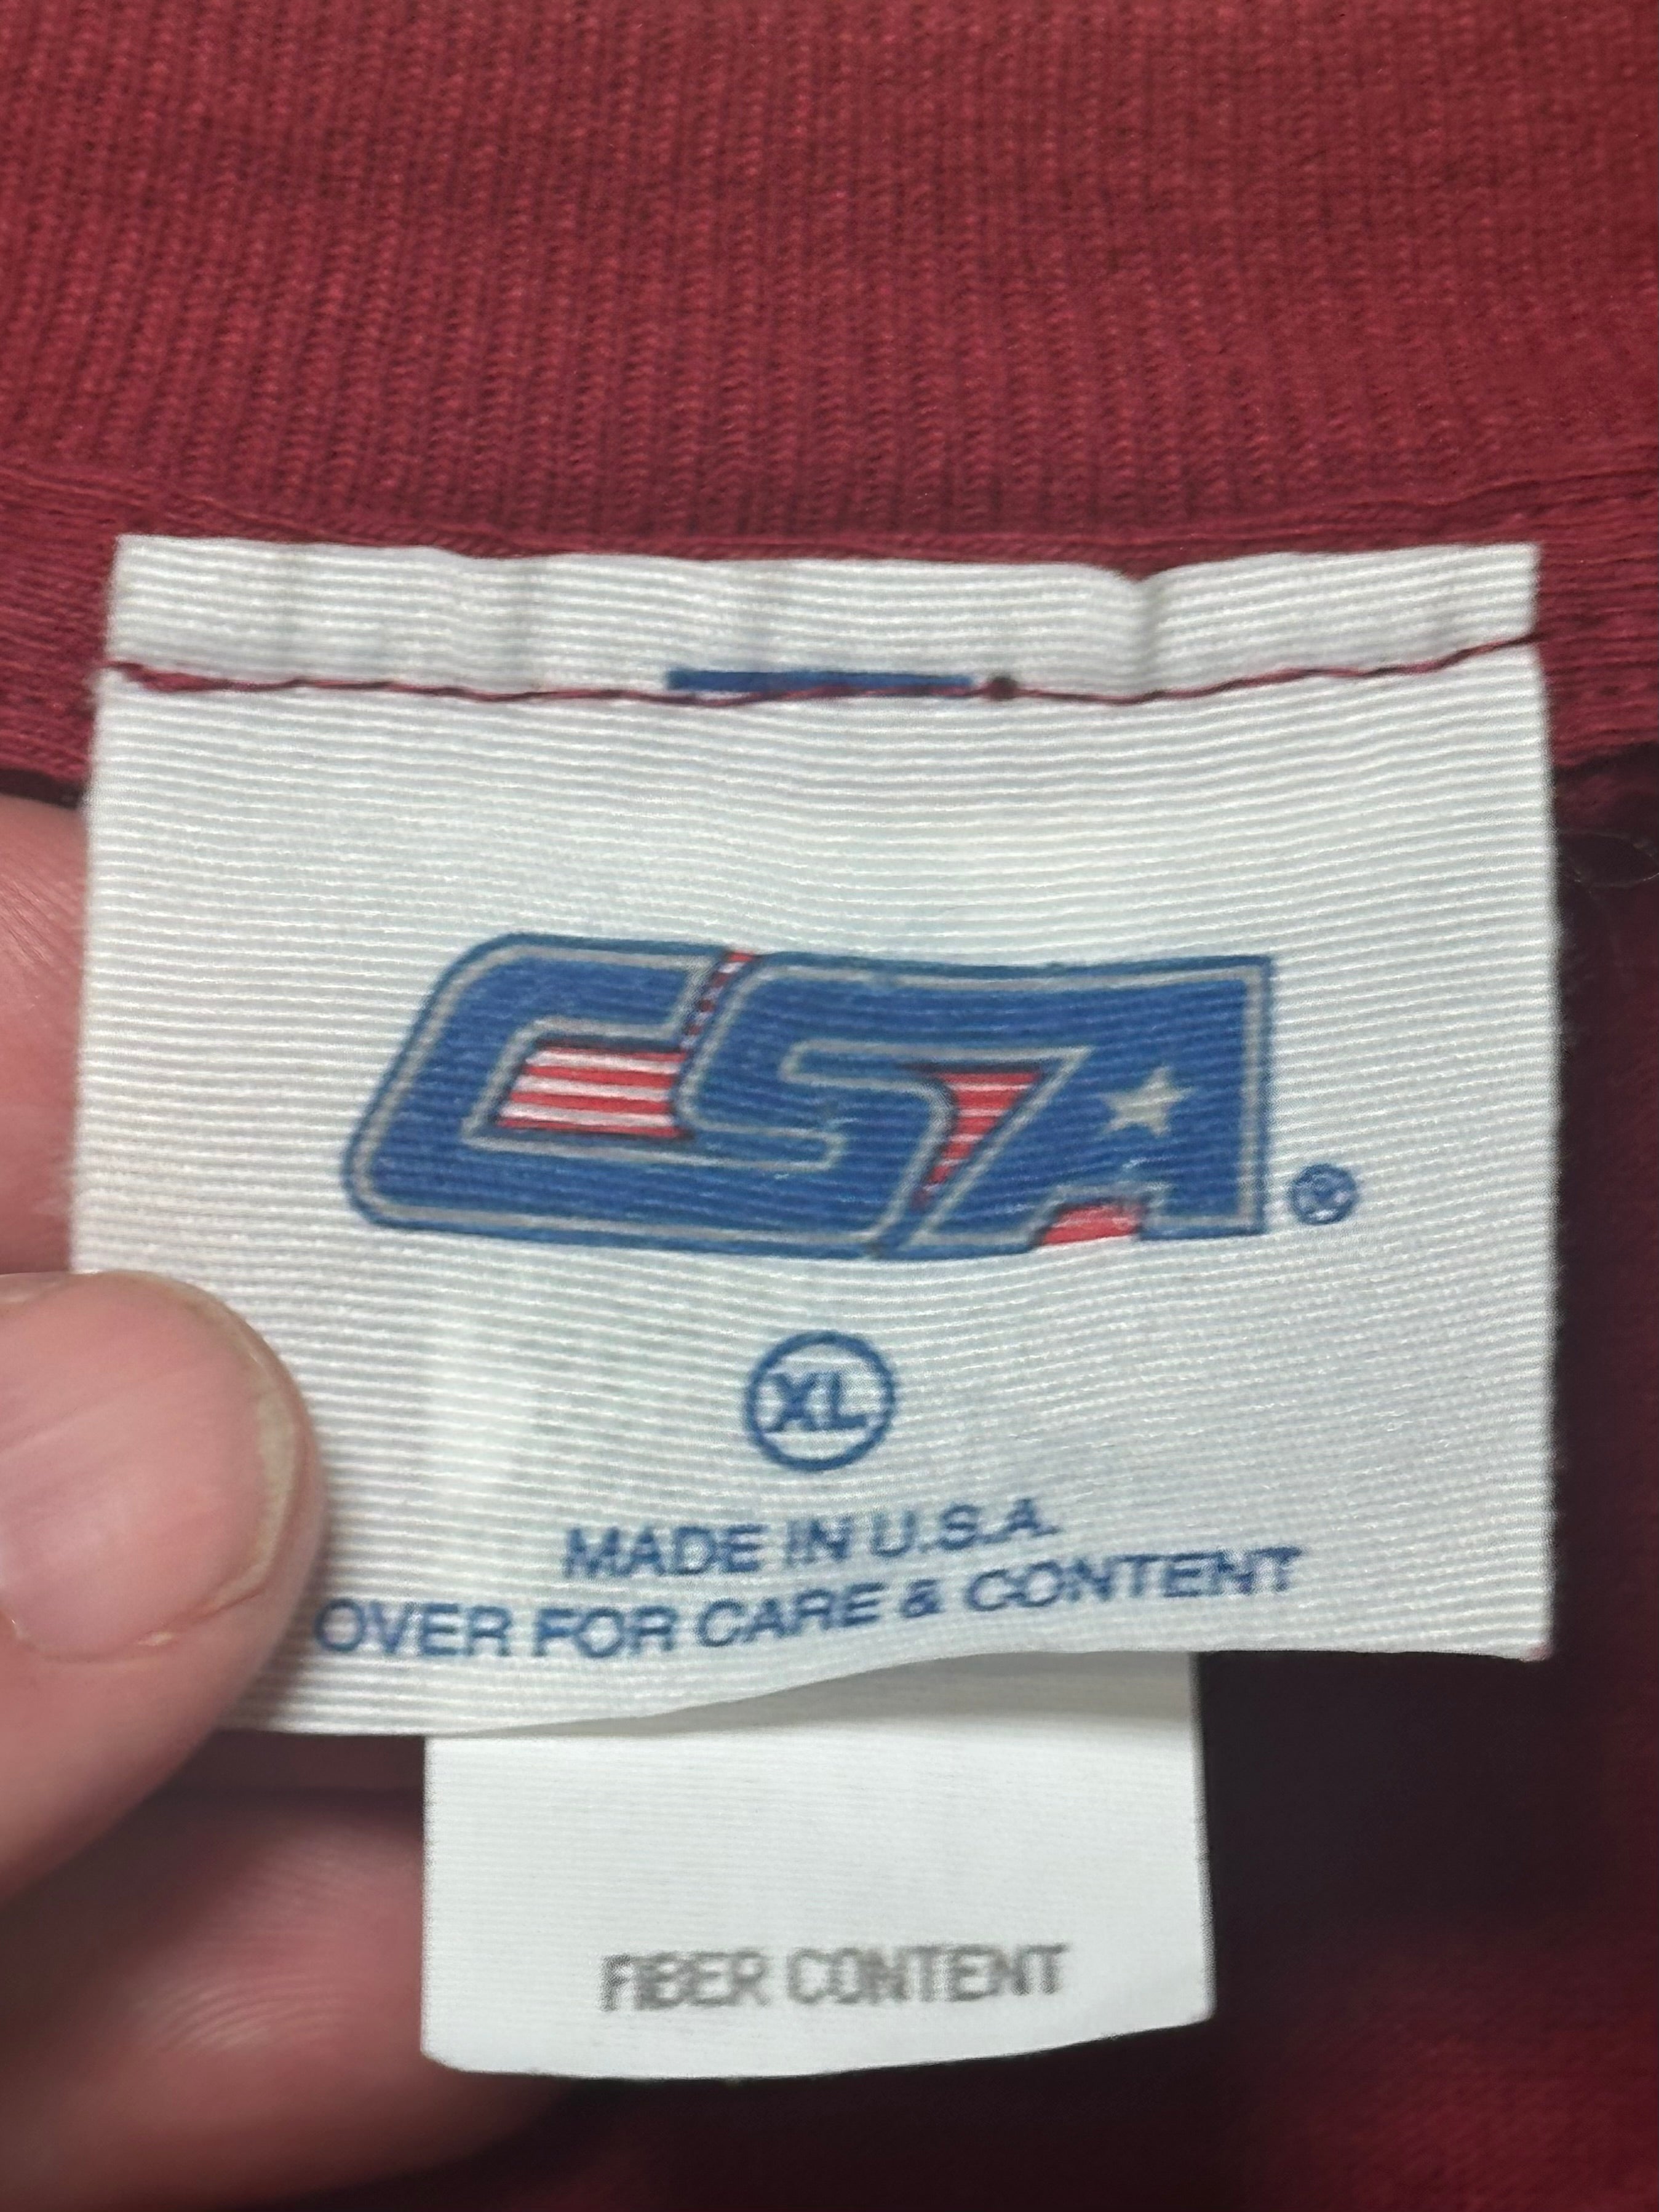 CSA®
XL
MADE IN U.S.A.
OVER FOR CARE & CONTENT
FIBER CONTENT